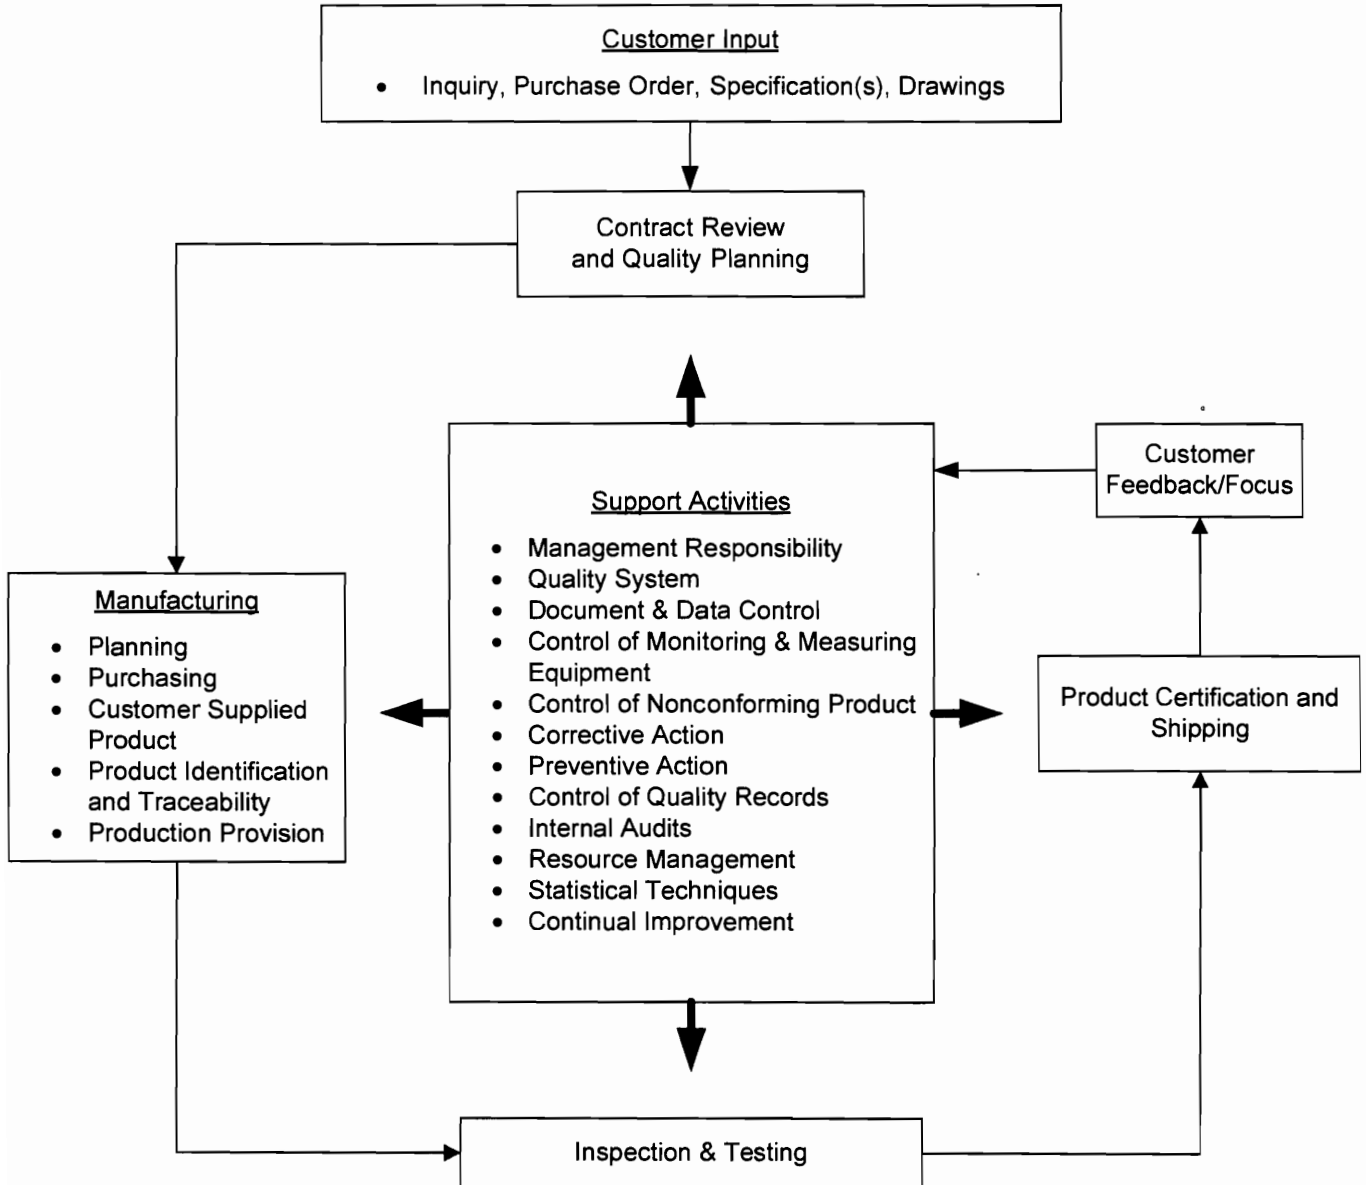 Customer Input
• Inquiry, Purchase Order, Specification(s), Drawings
Contract Review
and Quality Planning
Customer
Feedback/Focus
Support Activities
• Management Responsibility
• Quality System
• Document & Data Control
• Control of Monitoring & Measuring
Equipment
• Control of Nonconforming Product
• Corrective Action
• Preventive Action
• Control of Quality Records
• Internal Audits
• Resource Management
• Statistical Techniques
• Continual Improvement
Manufacturing
• Planning
• Purchasing
• Customer Supplied
Product
• Product Identification
and Traceability
• Production Provision
Product Certification and
Shipping
Inspection & Testing